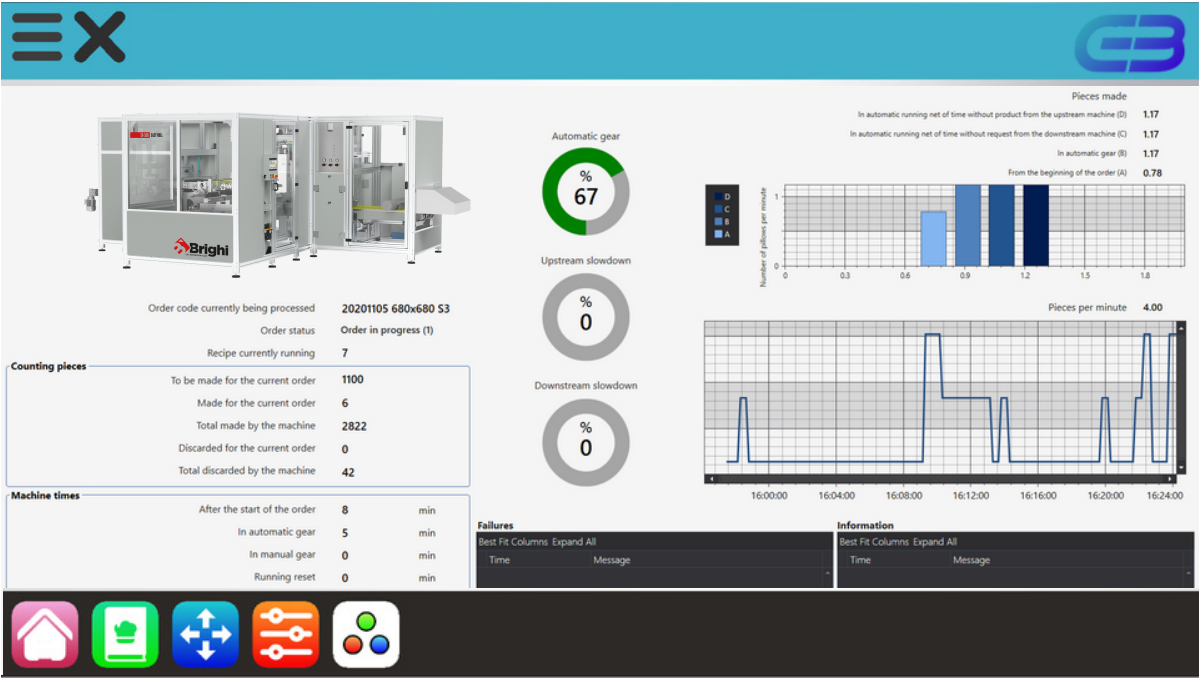 X
Pieces made
In automatic running net of time without product from the upstream machine (D) 1.17
In automatic running net of time without request from the downstream machine (C) 1.17
In automatic gear (B) 1.17
From the beginning of the order (A) 0.78
Brighi
Automatic gear
%
67
Upstream slowdown
%
0
Downstream slowdown
%
0
D
C
B
A
Number of pillows per minute
1
0
0 0.3 0.6 0.9 1.2 1.5 1.8
Pieces per minute 4.00
16:00:00 16:04:00 16:08:00 16:12:00 16:16:00 16:20:00 16:24:00
Order code currently being processed 20201105 680x680 S3
Order status Order in progress (1)
Recipe currently running 7
Counting pieces
To be made for the current order 1100
Made for the current order 6
Total made by the machine 2822
Discarded for the current order 0
Total discarded by the machine 42
Machine times
After the start of the order 8 min
In automatic gear 5 min
In manual gear 0 min
Running reset 0 min
Failures
Best Fit Columns Expand All
Time Message
Information
Best Fit Columns Expand All
Time Message